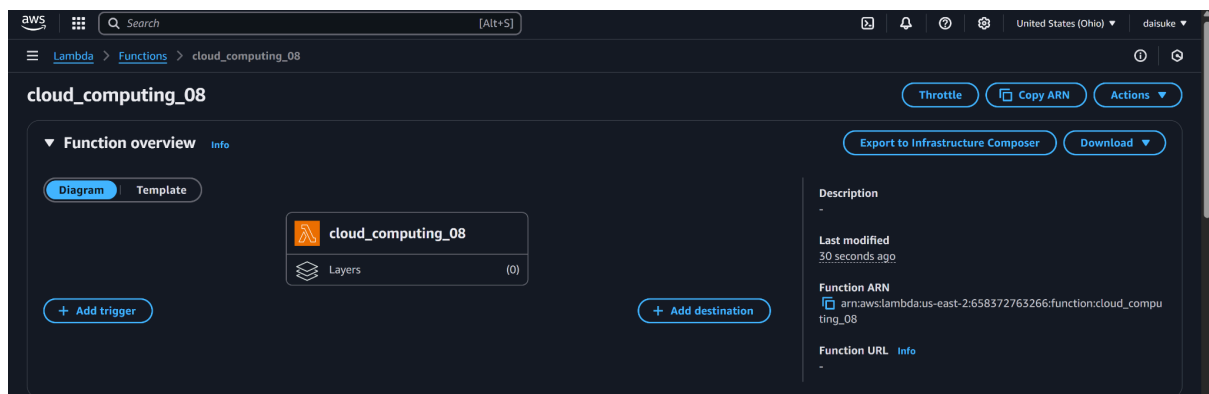 aws Search [Alt+S] United States (Ohio) daisuke
Lambda > Functions > cloud_computing_08
cloud_computing_08 Throttle Copy ARN Actions
Function overview Info Export to Infrastructure Composer Download
Diagram Template
cloud_computing_08
Layers (0)
+ Add trigger
+ Add destination
Description
-
Last modified
30 seconds ago
Function ARN
arn:aws:lambda:us-east-2:658372763266:function:cloud_compu
ting_08
Function URL Info
-